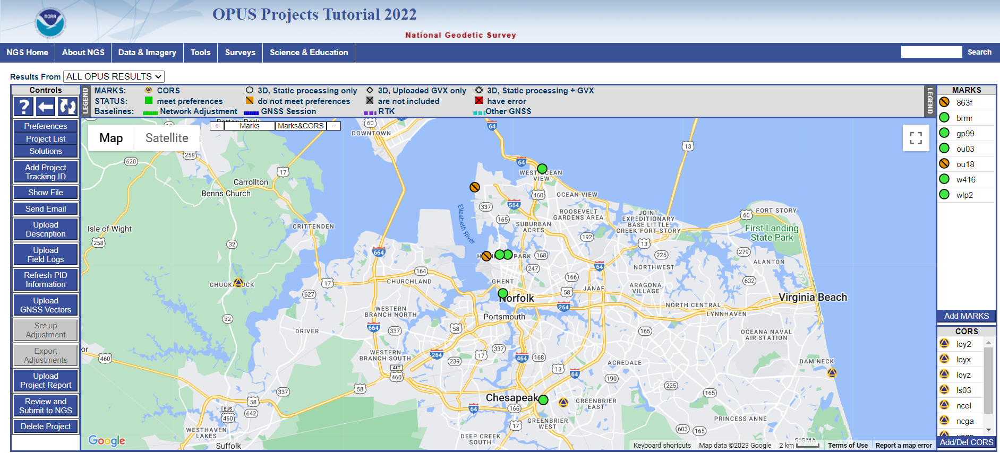 NOAA
OPUS Projects Tutorial 2022
National Geodetic Survey
NGS Home
About NGS
Data & Imagery
Tools
Surveys
Science & Education
Search
Results From ALL OPUS RESULTS
Controls
?
Preferences
Project List
Solutions
Add Project
Tracking ID
Show File
Send Email
Upload
Description
Upload
Field Logs
Refresh PID
Information
Upload
GNSS Vectors
Set up
Adjustment
Export
Adjustments
Upload
Project Report
Review and
Submit to NGS
Delete Project
LEGEND
MARKS: CORS 3D, Static processing only 3D, Uploaded GVX only 3D, Static processing + GVX
STATUS: meet preferences do not meet preferences are not included have error
Baselines: Network Adjustment GNSS Session RTK Other GNSS
LEGEND
+ Marks Marks&CORS −
Map Satellite
60
DOWNTOWN
64
13
258
620
17
64
WEST OCEAN
VIEW
Carrollton
Benns Church
460
OCEAN VIEW
337
564
ROOSEVELT
GARDENS AREA
JOINT
EXPEDITIONARY
BASE LITTLE
CREEK-FORT STORY
60
FORT STORY
Elizabeth River
165
SUBURBAN
ACRES
CRITTENDEN
Isle of Wight
258
32
192
13
First Landing
State Park
664
PARK
168
225
279
ALANTON
247
64
NORTHWEST
164
CHURCHLAND
GHENT
166
632
17
627
58
JANAF
ARAGONA
VILLAGE
Norfolk
Virginia Beach
264
NORTH CENTRAL
LYNNHAVEN
WESTERN
BRANCH NORTH
Portsmouth
32
664
337
58
165
DRIVER
OCEANA NAVAL
AIR STATION
460
WESTERN
BRANCH SOUTH
264
17
337
464
168
239
ACREDALE
DAM NECK
ALT
460
13
64
190
58
337
225
165
Chesapeak
GREENBRIER
EAST
58
642
BUS
460
64
166
17
GREENBRIER
WEST
PRINCESS ANNE
603
165
WESTHAVEN
LAKES
DEEP CREEK
SOUTH
SIGMA
Suffolk
Google
Keyboard shortcuts
Map data ©2023 Google
2 km
Terms of Use
Report a map error
MARKS
863f
brmr
gp99
ou03
ou18
w416
wlp2
Add MARKS
CORS
loy2
loyx
loyz
ls03
ncel
ncga
Add/Del CORS